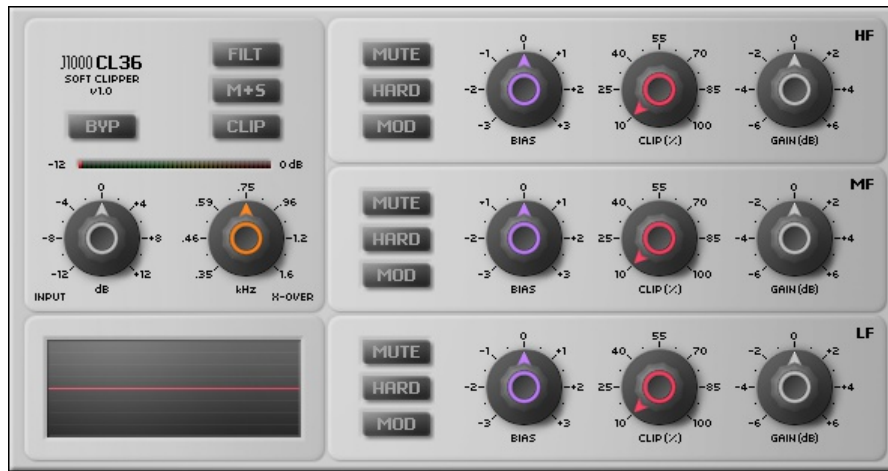 J1000 CL36
SOFT CLIPPER
v1.0
FILT
M+S
BYP
CLIP
-12 0 dB
0
-4 +4
-8 +8
-12 +12
dB
INPUT
.75
.59 .96
.46 1.2
.35 1.6
kHz
X-OVER
HF
MUTE
HARD
MOD
0
-1 +1
-2 +2
-3 +3
BIAS
55
40 70
25 85
10 100
CLIP(%)
0
-2 +2
-4 +4
-6 +6
GAIN(dB)
MF
MUTE
HARD
MOD
0
-1 +1
-2 +2
-3 +3
BIAS
55
40 70
25 85
10 100
CLIP(%)
0
-2 +2
-4 +4
-6 +6
GAIN(dB)
LF
MUTE
HARD
MOD
0
-1 +1
-2 +2
-3 +3
BIAS
55
40 70
25 85
10 100
CLIP(%)
0
-2 +2
-4 +4
-6 +6
GAIN(dB)